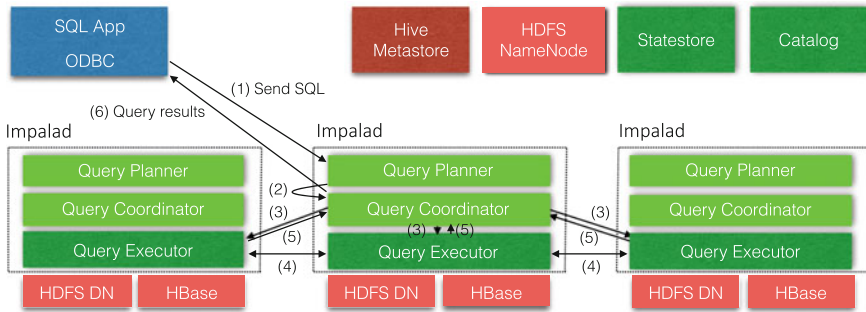 SQL App
ODBC
Hive
Metastore
HDFS
NameNode
Statestore
Catalog
(1) Send SQL
(6) Query results
Impalad
Query Planner
Query Coordinator
Query Executor
HDFS DN
HBase
Impalad
Query Planner
(2)
Query Coordinator
(3)
(5)
Query Executor
HDFS DN
HBase
Impalad
Query Planner
Query Coordinator
Query Executor
HDFS DN
HBase
(3)
(5)
(4)
(3)
(5)
(4)